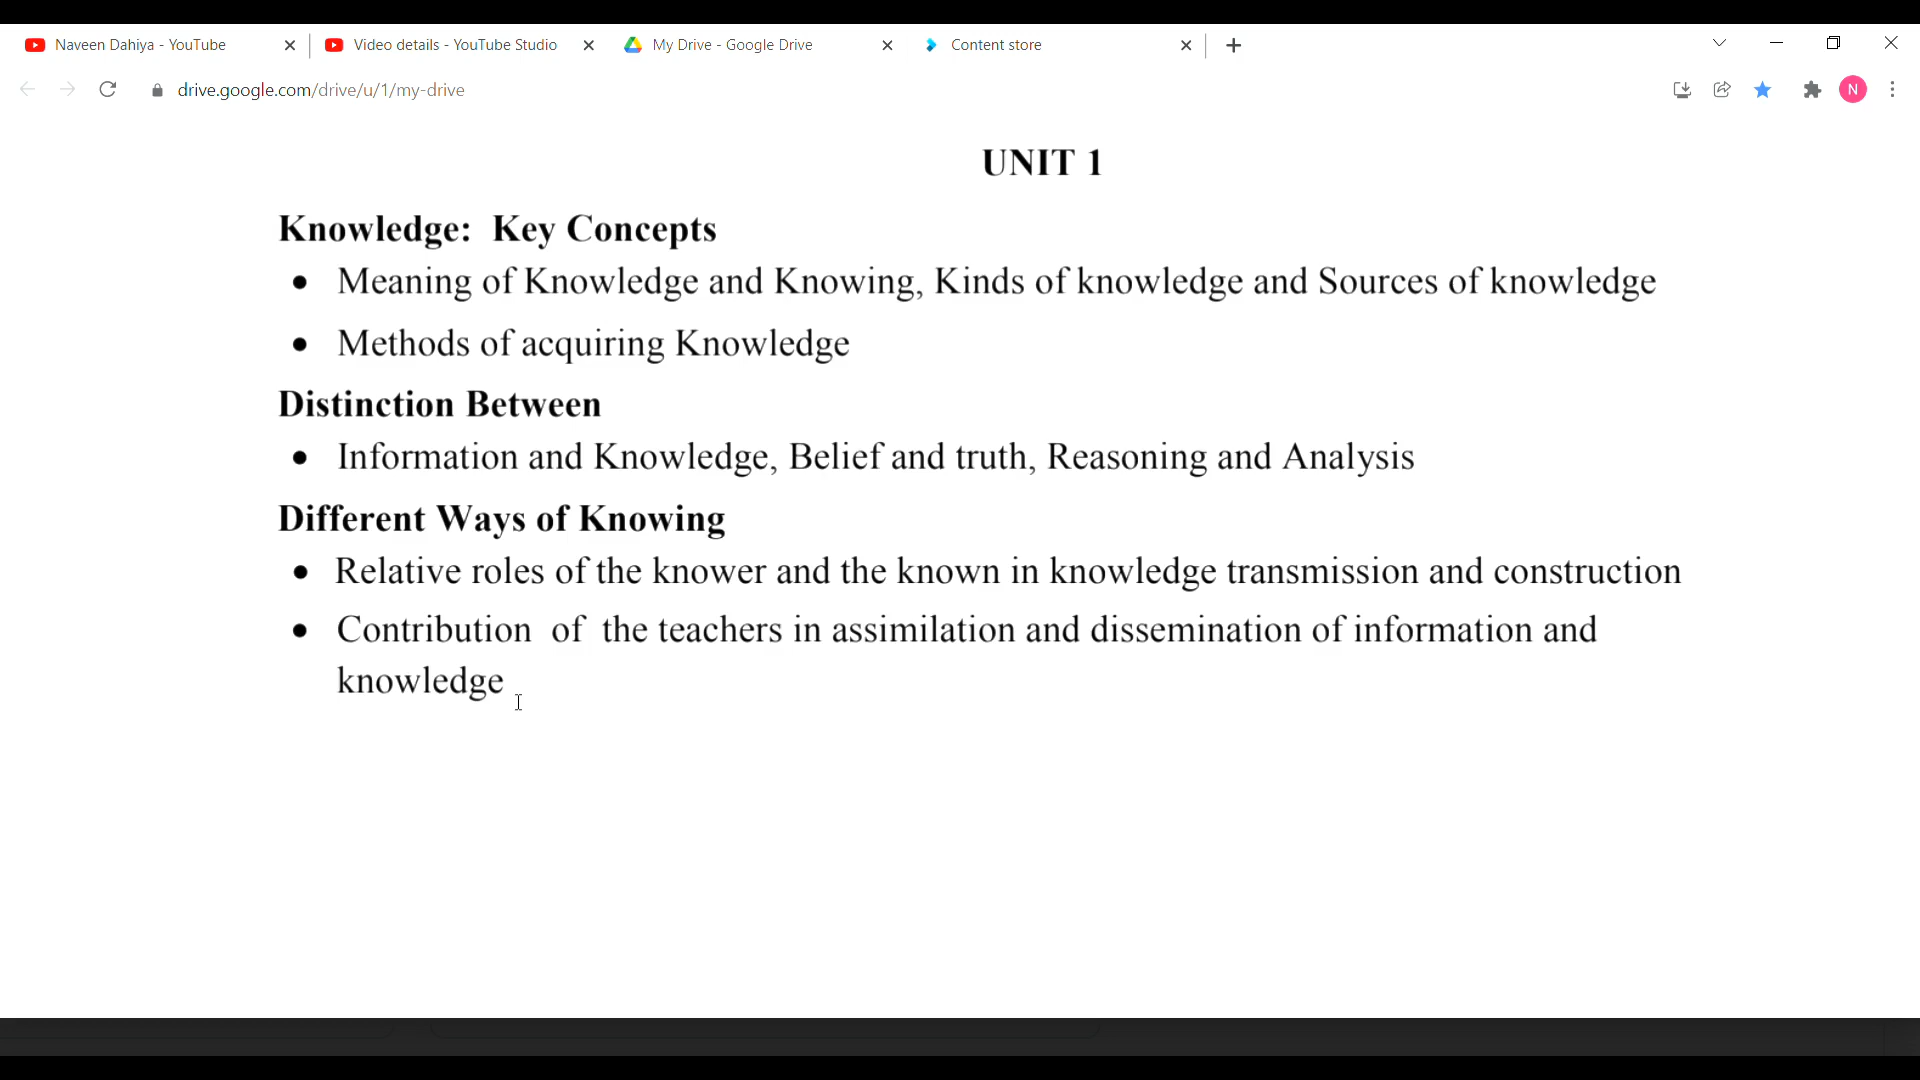 Naveen Dahiya - YouTube
Video details - YouTube Studio
My Drive - Google Drive
Content store
drive.google.com/drive/u/1/my-drive
N
UNIT 1
Knowledge: Key Concepts
• Meaning of Knowledge and Knowing, Kinds of knowledge and Sources of knowledge
• Methods of acquiring Knowledge
Distinction Between
• Information and Knowledge, Belief and truth, Reasoning and Analysis
Different Ways of Knowing
• Relative roles of the knower and the known in knowledge transmission and construction
• Contribution of the teachers in assimilation and dissemination of information and
knowledge